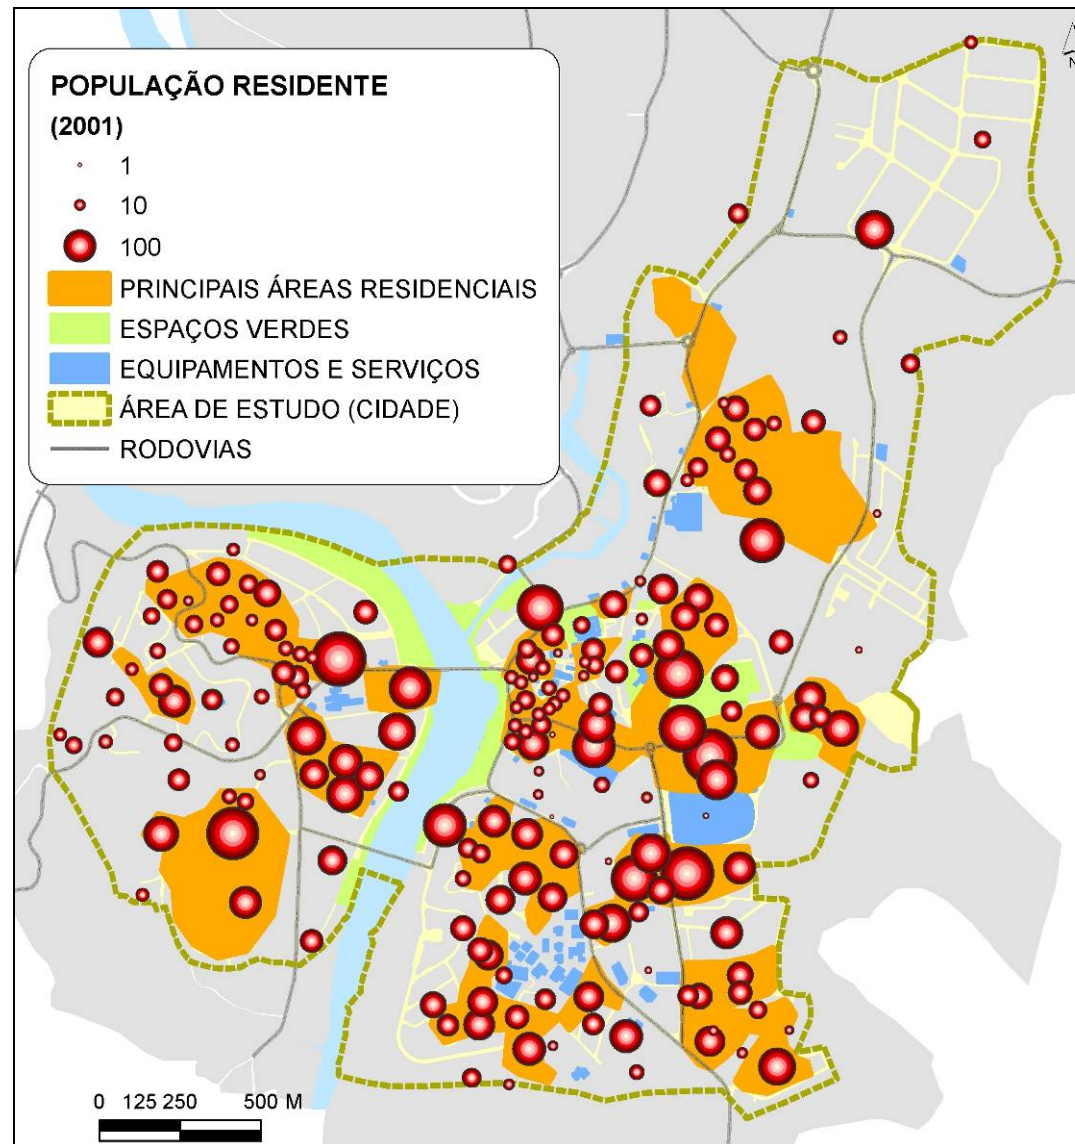 N
POPULAÇÃO RESIDENTE
(2001)
1
10
100
PRINCIPAIS ÁREAS RESIDENCIAIS
ESPAÇOS VERDES
EQUIPAMENTOS E SERVIÇOS
ÁREA DE ESTUDO (CIDADE)
RODOVIAS
0 125 250 500 M